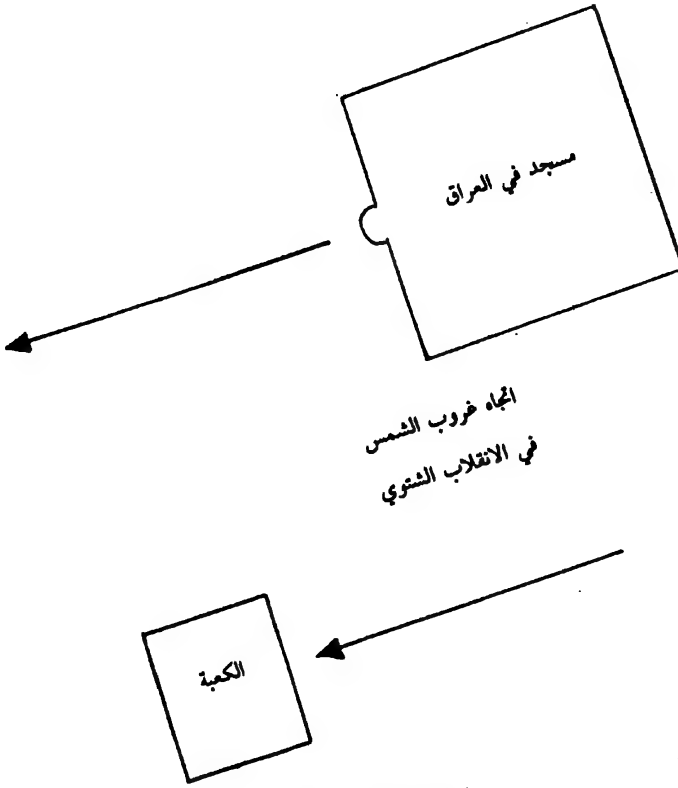 مسجد في العراق
اتجاه غروب الشمس
في الانقلاب الشتوي
الكعبة